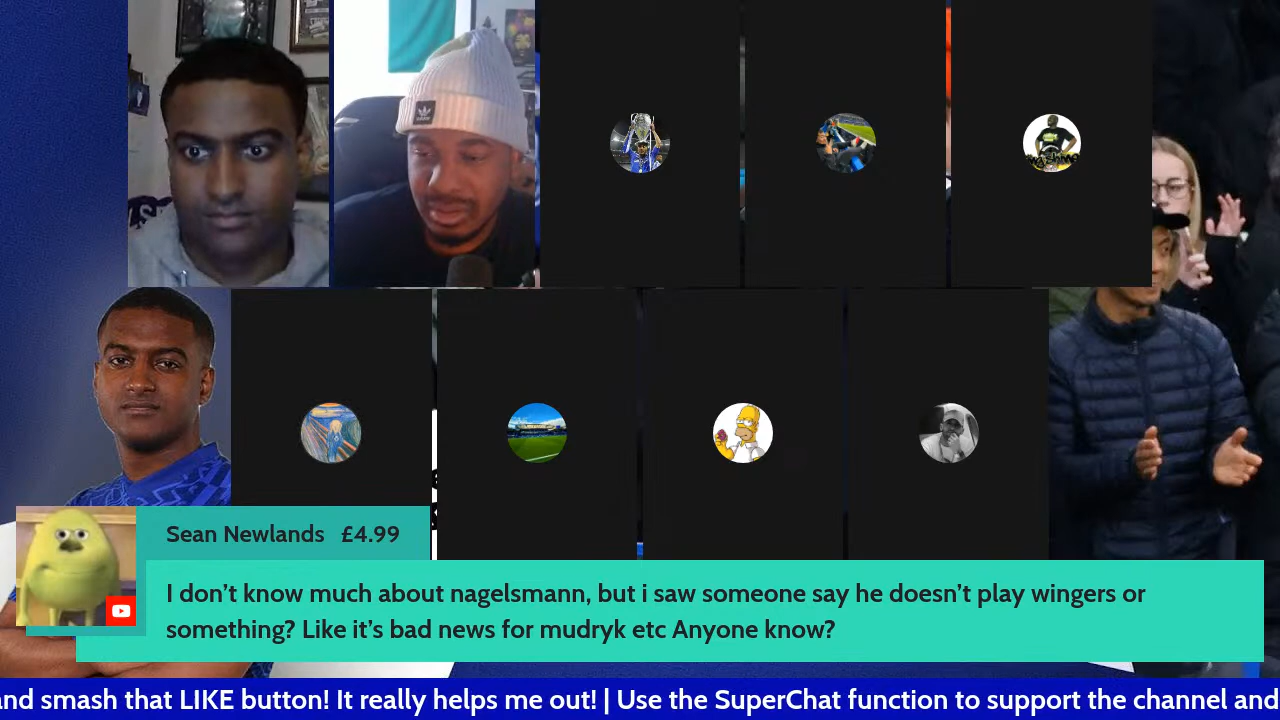 Sean Newlands £4.99
I don't know much about nagelsmann, but i saw someone say he doesn't play wingers or
something? Like it's bad news for mudryk etc Anyone know?
and smash that LIKE button! It really helps me out! | Use the SuperChat function to support the channel and